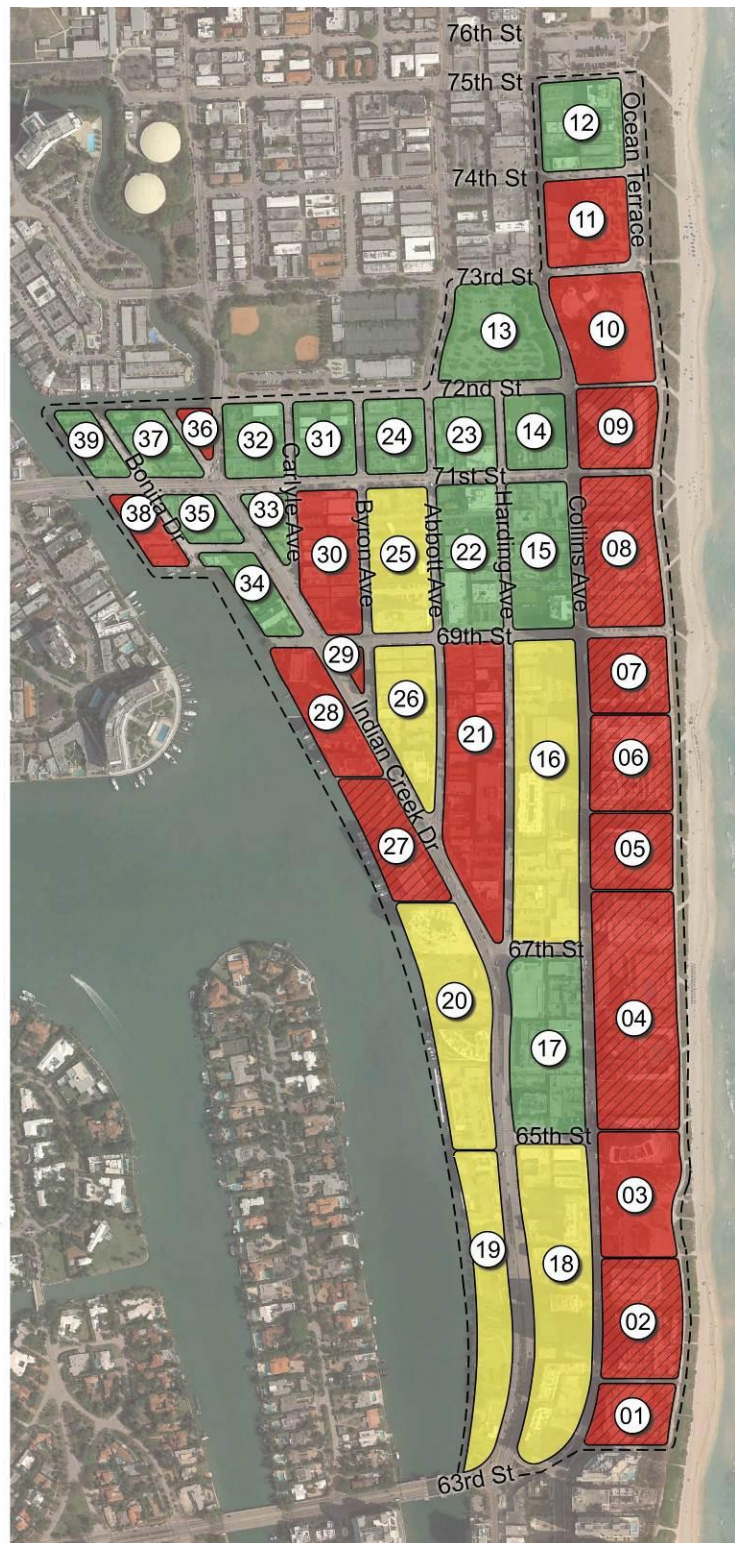 76th St
75th St
Ocean Terrace
12
74th St
11
73rd St
10
13
72nd St
39
37
36
32
31
24
23
14
09
Bonita Dr
Carlyle Ave
71st St
38
35
33
30
Byron Ave
25
Abbott Ave
22
Harding Ave
15
Collins Ave
08
34
69th St
29
28
26
21
16
07
06
Indian Creek Dr
27
05
67th St
20
17
04
65th St
03
19
18
02
01
63rd St